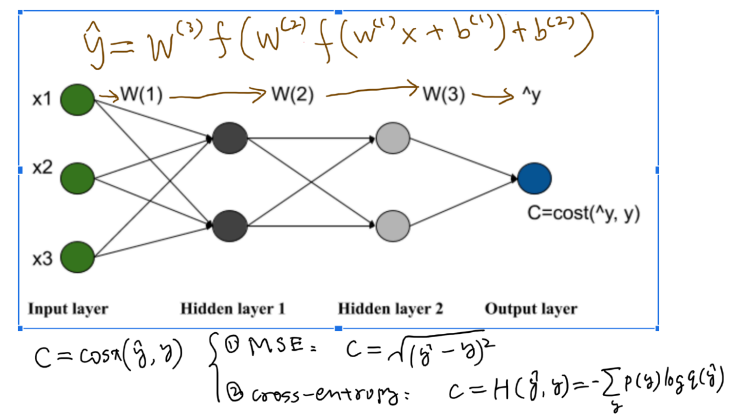 ŷ = W⁽³⁾ f(W⁽²⁾ f(W⁽¹⁾ x + b⁽¹⁾) + b⁽²⁾)
x1 → W(1) → W(2) → W(3) → ^y
x2
C=cost(^y, y)
x3
Input layer Hidden layer 1 Hidden layer 2 Output layer
C = cost(ŷ, y) { ① MSE: C = √(ŷ - y)²
② cross-entropy: C = H(ŷ, y) = -∑_y p(y) log q(ŷ)